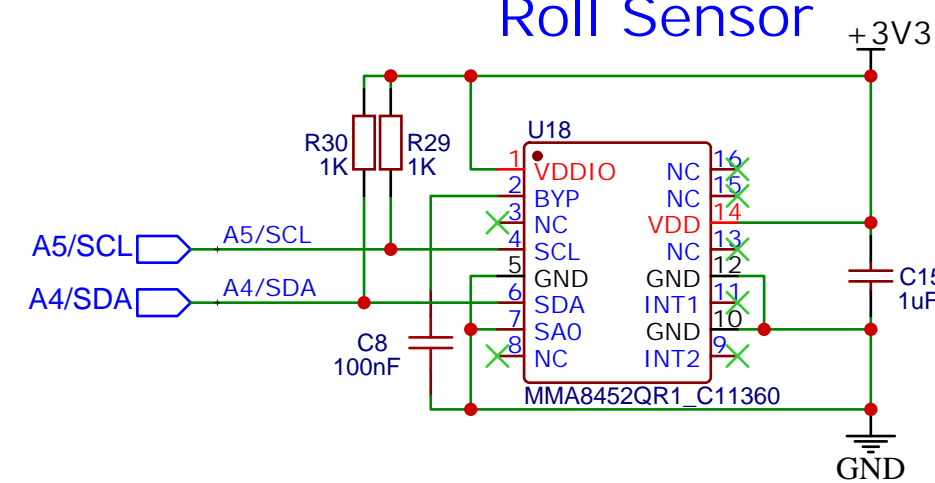 Roll Sensor
+3V3
U18
R30
1K
R29
1K
1
VDDIO
2
BYP
3
NC
4
SCL
5
GND
6
SDA
7
SA0
8
NC
NC
16
NC
15
VDD
14
NC
13
GND
12
INT1
11
GND
10
INT2
9
A5/SCL
A5/SCL
A4/SDA
A4/SDA
C8
100nF
C15
1uF
MMA8452QR1_C11360
GND